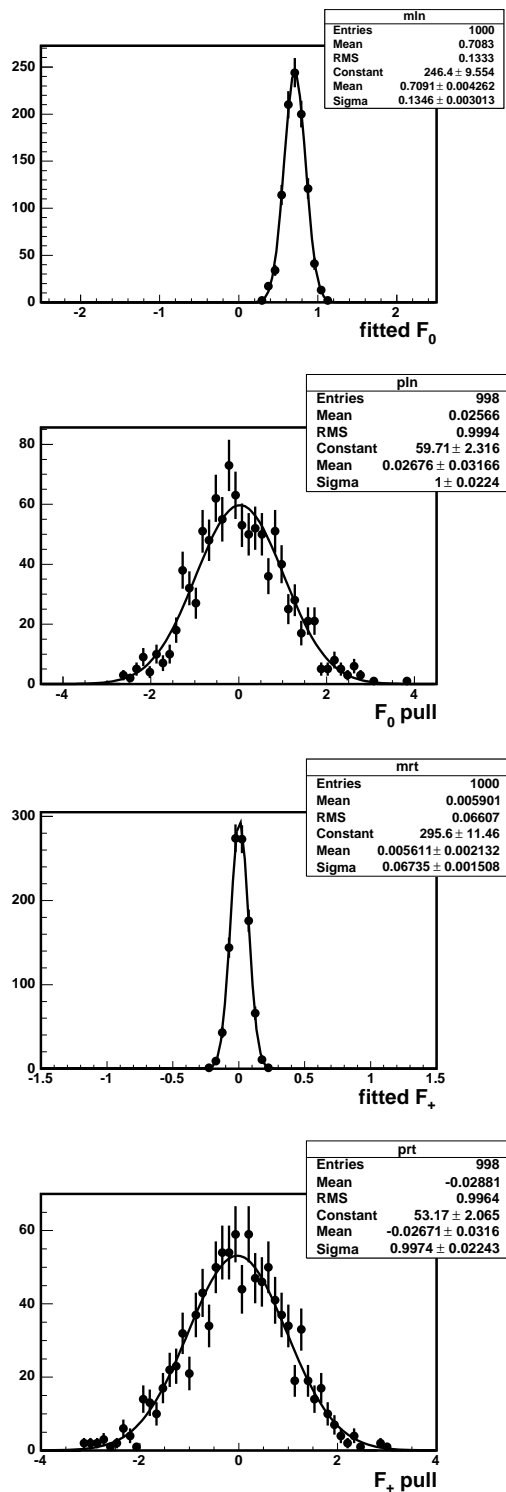 mln
Entries 1000
Mean 0.7083
RMS 0.1333
Constant 246.4 ± 9.554
Mean 0.7091 ± 0.004262
Sigma 0.1346 ± 0.003013
250
200
150
100
50
0
-2 -1 0 1 2
fitted F₀
pln
Entries 998
Mean 0.02566
RMS 0.9994
Constant 59.71 ± 2.316
Mean 0.02676 ± 0.03166
Sigma 1 ± 0.0224
80
60
40
20
0
-4 -2 0 2 4
F₀ pull
mrt
Entries 1000
Mean 0.005901
RMS 0.06607
Constant 295.6 ± 11.46
Mean 0.005611 ± 0.002132
Sigma 0.06735 ± 0.001508
300
200
100
0
-1.5 -1 -0.5 0 0.5 1 1.5
fitted F₊
prt
Entries 998
Mean -0.02881
RMS 0.9964
Constant 53.17 ± 2.065
Mean -0.02671 ± 0.0316
Sigma 0.9974 ± 0.02243
60
40
20
0
-4 -2 0 2 4
F₊ pull